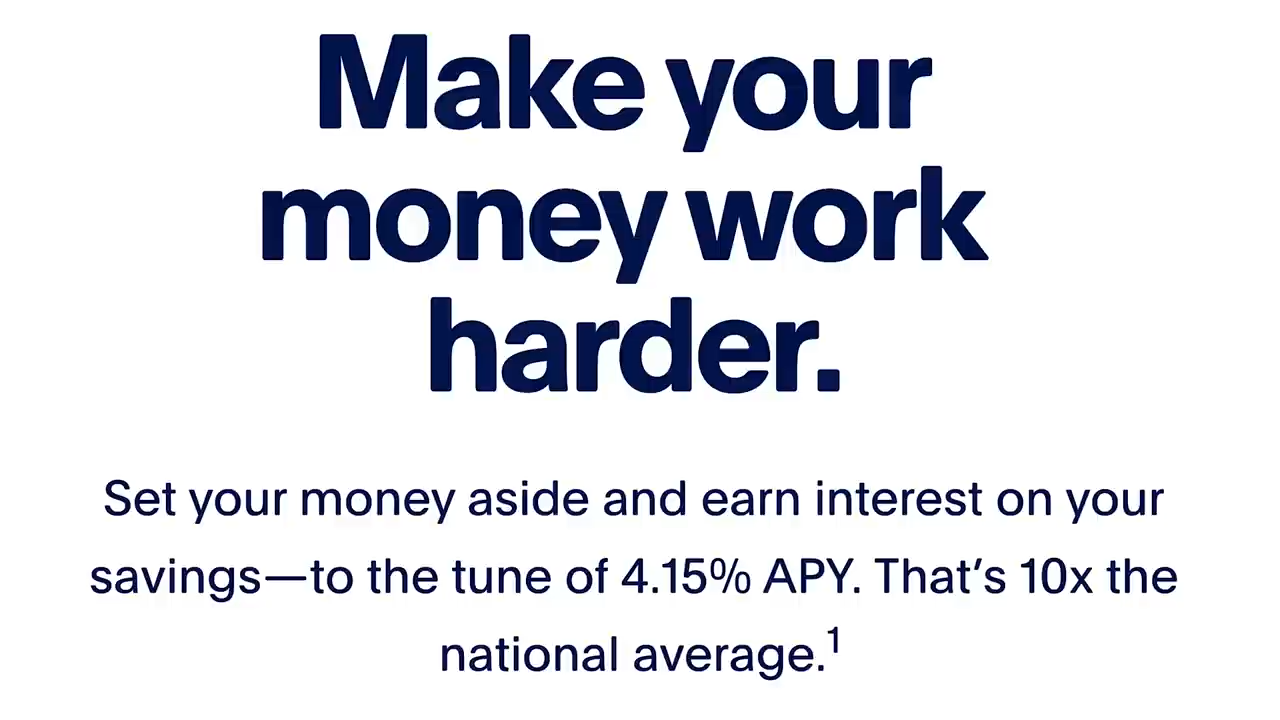 Make your
money work
harder.
Set your money aside and earn interest on your
savings—to the tune of 4.15% APY. That’s 10x the
national average.¹